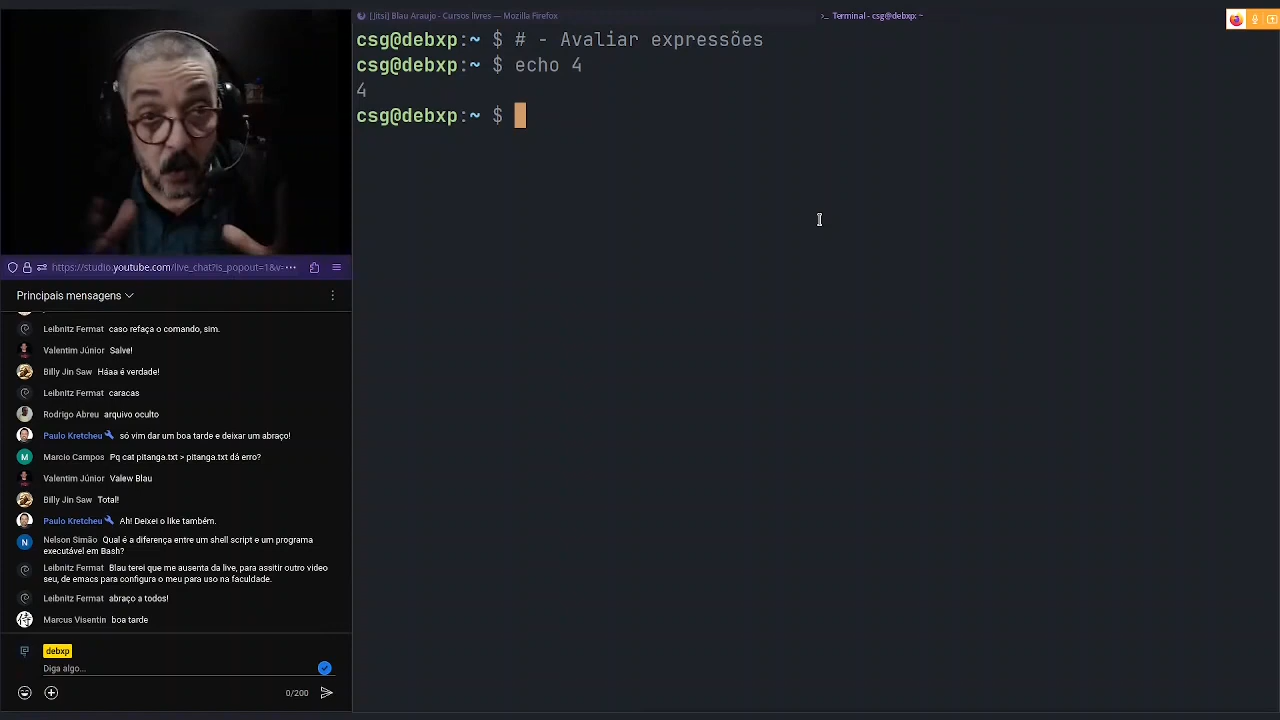 [Jitsi] Blau Araujo - Cursos livres — Mozilla Firefox
>_ Terminal - csg@debxp: ~
csg@debxp:~ $ # - Avaliar expressões
csg@debxp:~ $ echo 4
4
csg@debxp:~ $
https://studio.youtube.com/live_chat?is_popout=1&v=
Principais mensagens
Leibnitz Fermat caso refaça o comando, sim.
Valentim Júnior Salve!
Billy Jin Saw Háaa é verdade!
Leibnitz Fermat caracas
Rodrigo Abreu arquivo oculto
Paulo Kretcheu só vim dar um boa tarde e deixar um abraço!
M Marcio Campos Pq cat pitanga.txt > pitanga.txt dá erro?
Valentim Júnior Valew Blau
Billy Jin Saw Total!
Paulo Kretcheu Ah! Deixei o like também.
N Nelson Simão Qual é a diferença entre um shell script e um programa
executável em Bash?
Leibnitz Fermat Blau terei que me ausenta da live, para assitir outro video
seu, de emacs para configura o meu para uso na faculdade.
Leibnitz Fermat abraço a todos!
Marcus Visentin boa tarde
debxp
Diga algo...
0/200